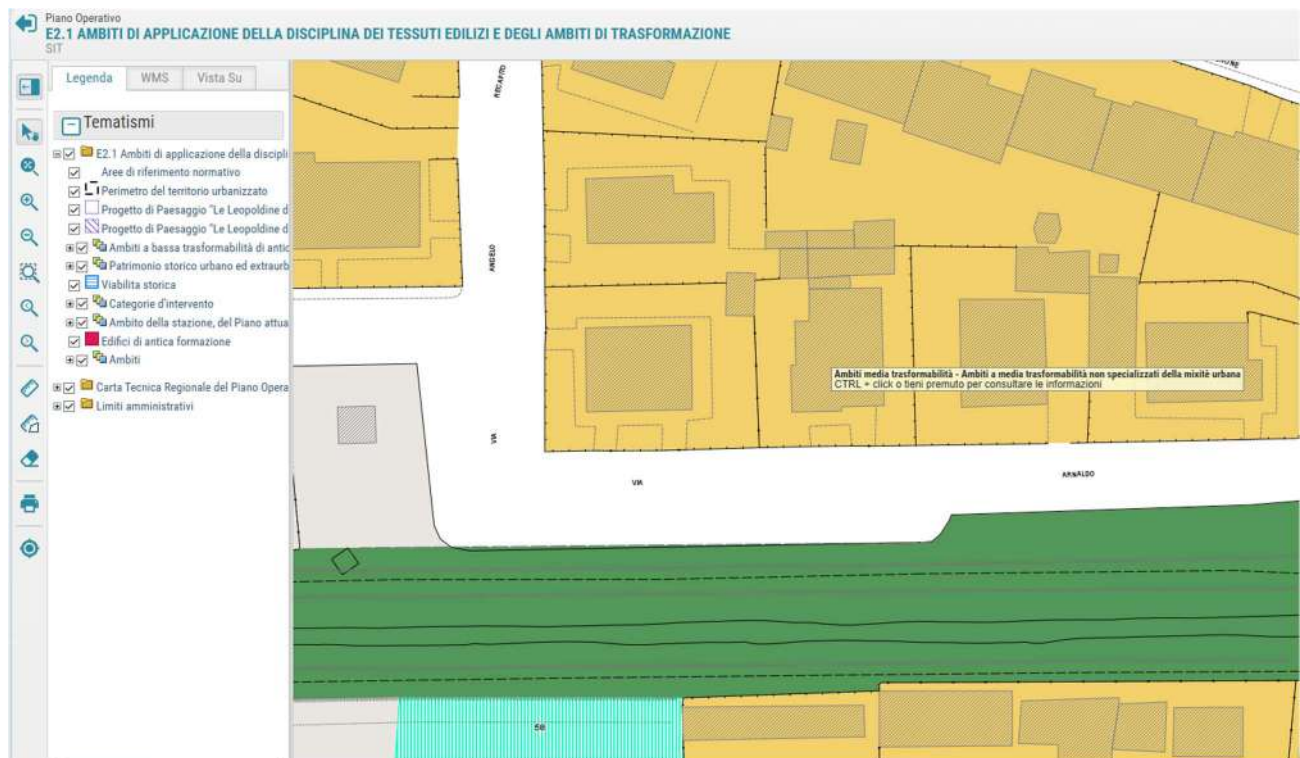 Piano Operativo
E2.1 AMBITI DI APPLICAZIONE DELLA DISCIPLINA DEI TESSUTI EDILIZI E DEGLI AMBITI DI TRASFORMAZIONE
SIT
Legenda
WMS
Vista Su
Tematismi
E2.1 Ambiti di applicazione della discipli
Aree di riferimento normativo
Perimetro del territorio urbanizzato
Progetto di Paesaggio "Le Leopoldine d
Progetto di Paesaggio "Le Leopoldine d
Ambiti a bassa trasformabilità di antic
Patrimonio storico urbano ed extraurb
Viabilita storica
Categorie d'intervento
Ambito della stazione, del Piano attua
Edifici di antica formazione
Ambiti
Carta Tecnica Regionale del Piano Opera
Limiti amministrativi
RECAPITO
ANGELO
VIA
Ambiti media trasformabilità - Ambiti a media trasformabilità non specializzati della mixité urbana
CTRL + click o tieni premuto per consultare le informazioni
VIA
ARNALDO
58